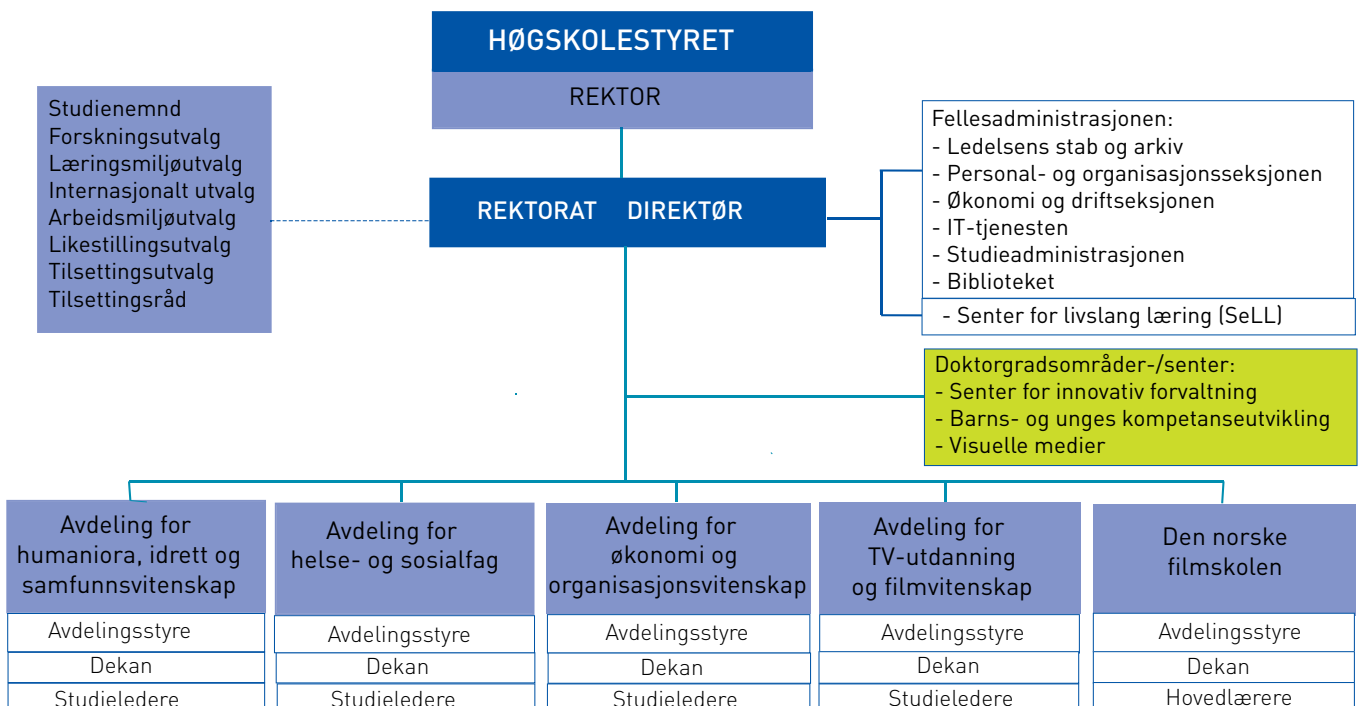 HØGSKOLESTYRET
REKTOR
Studienemnd
Forskningsutvalg
Læringsmiljøutvalg
Internasjonalt utvalg
Arbeidsmiljøutvalg
Likestillingsutvalg
Tilsettingsutvalg
Tilsettingsråd
REKTORAT DIREKTØR
Fellesadministrasjonen:
- Ledelsens stab og arkiv
- Personal- og organisasjonsseksjonen
- Økonomi og driftseksjonen
- IT-tjenesten
- Studieadministrasjonen
- Biblioteket
- Senter for livslang læring (SeLL)
Doktorgradsområder-/senter:
- Senter for innovativ forvaltning
- Barns- og unges kompetanseutvikling
- Visuelle medier
Avdeling for
humaniora, idrett og
samfunnsvitenskap
Avdelingsstyre
Dekan
Studieledere
Avdeling for
helse- og sosialfag
Avdelingsstyre
Dekan
Studieledere
Avdeling for
økonomi og
organisasjonsvitenskap
Avdelingsstyre
Dekan
Studieledere
Avdeling for
TV-utdanning
og filmvitenskap
Avdelingsstyre
Dekan
Studieledere
Den norske
filmskolen
Avdelingsstyre
Dekan
Hovedlærere